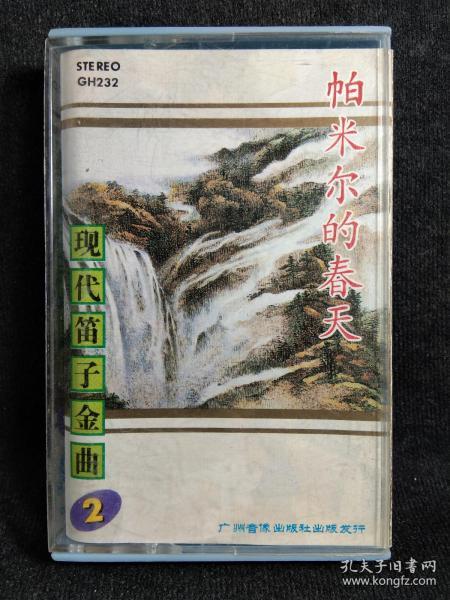 STEREO
GH232
帕米尔的春天
现代笛子金曲
2
广州音像出版社出版发行
孔夫子旧书网
www.kongfz.com